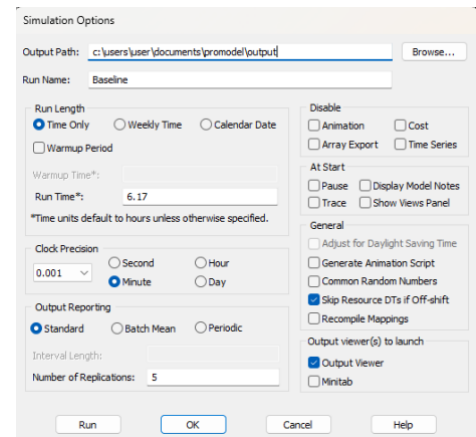 Simulation Options
Output Path: c:\users\user\documents\promodel\output Browse...
Run Name: Baseline
Run Length
Time Only Weekly Time Calendar Date
Warmup Period
Warmup Time*:
Run Time*: 6.17
*Time units default to hours unless otherwise specified.
Clock Precision
0.001 Second Hour
Minute Day
Output Reporting
Standard Batch Mean Periodic
Interval Length:
Number of Replications: 5
Disable
Animation Cost
Array Export Time Series
At Start
Pause Display Model Notes
Trace Show Views Panel
General
Adjust for Daylight Saving Time
Generate Animation Script
Common Random Numbers
Skip Resource DTs if Off-shift
Recompile Mappings
Output viewer(s) to launch
Output Viewer
Minitab
Run OK Cancel Help